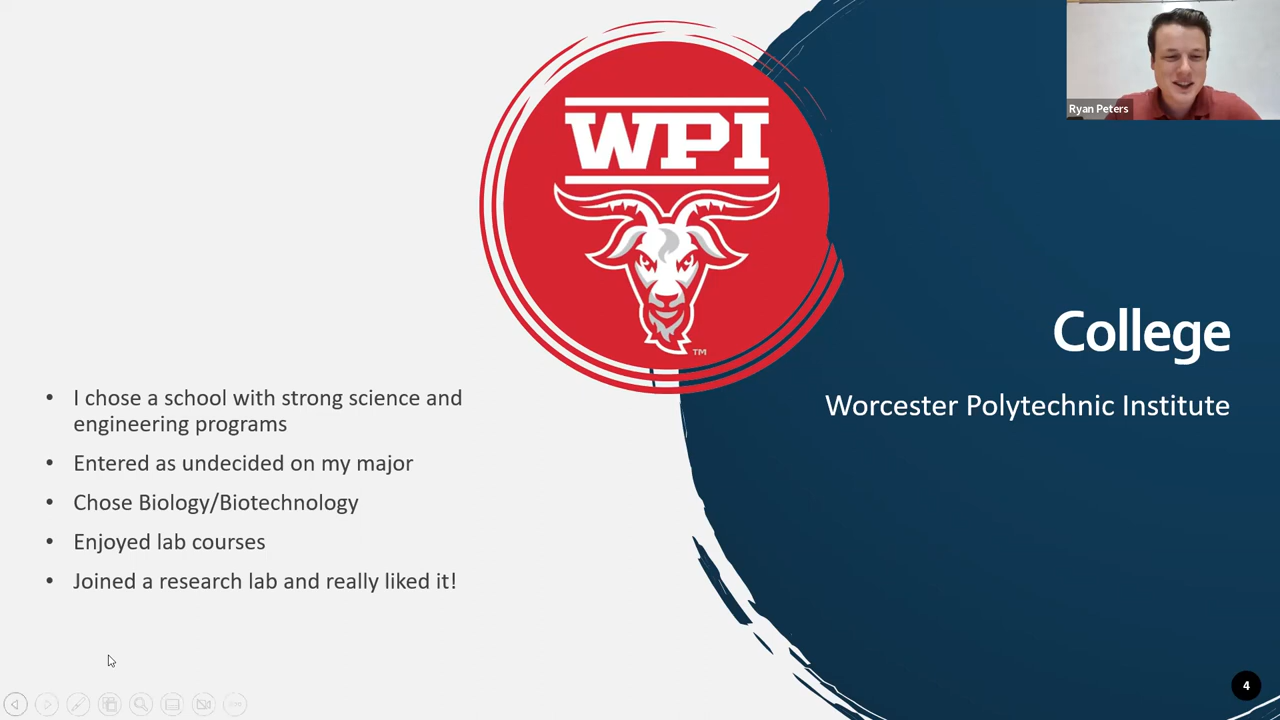 WPI
TM
Ryan Peters
College
Worcester Polytechnic Institute
• I chose a school with strong science and
engineering programs
• Entered as undecided on my major
• Chose Biology/Biotechnology
• Enjoyed lab courses
• Joined a research lab and really liked it!
4